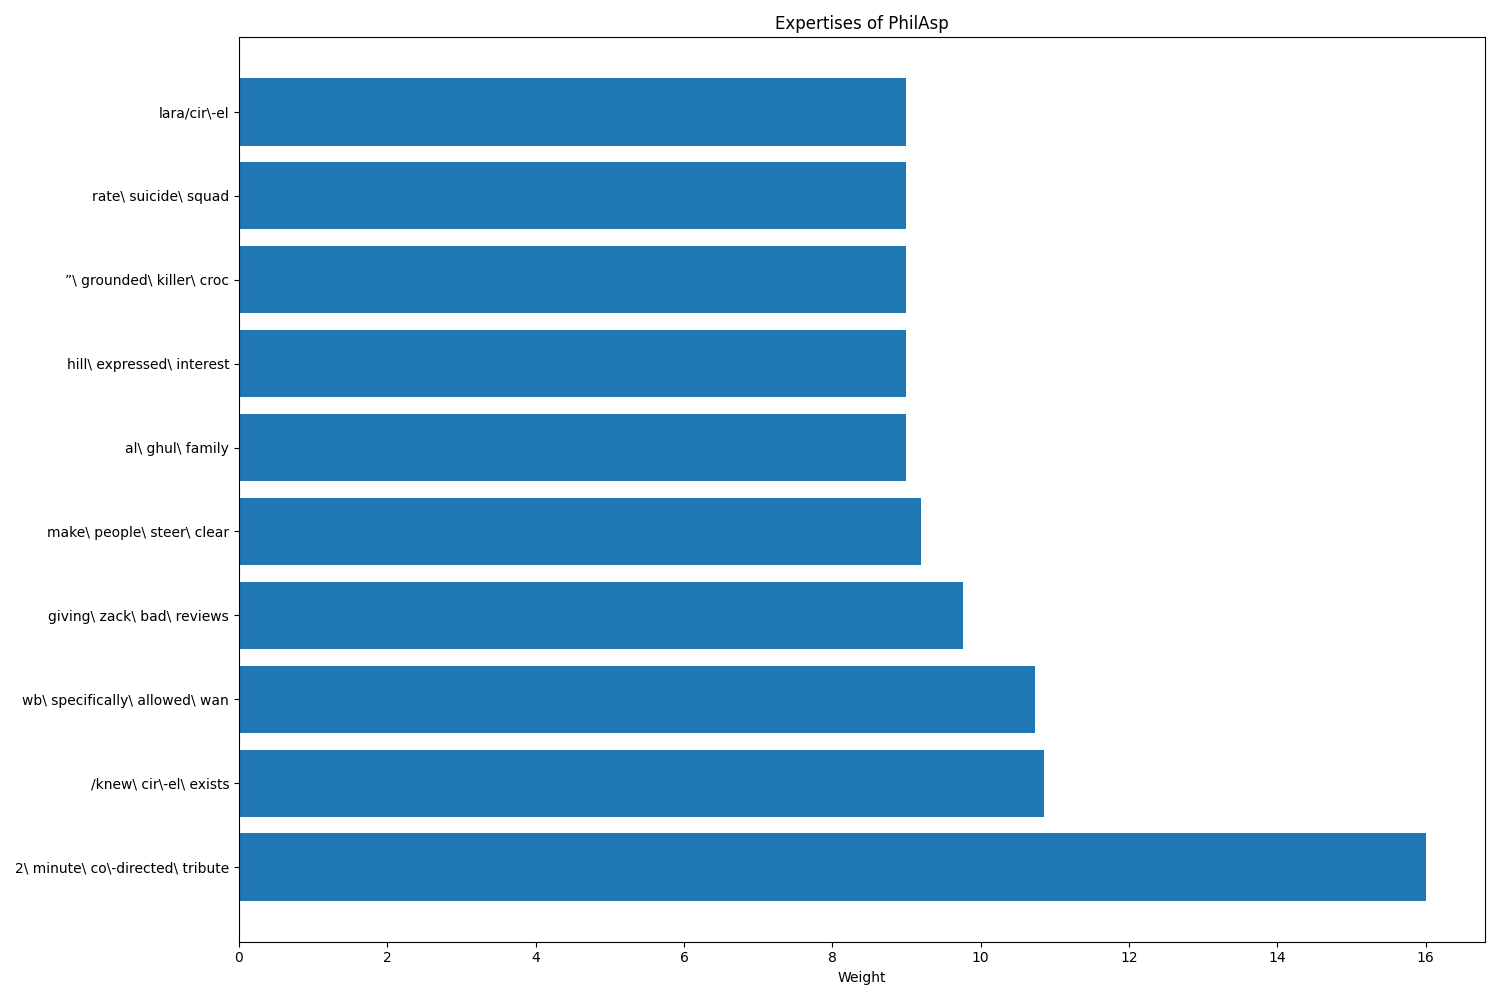 Expertises of PhilAsp
lara/cir\-el
rate\ suicide\ squad
”\ grounded\ killer\ croc
hill\ expressed\ interest
al\ ghul\ family
make\ people\ steer\ clear
giving\ zack\ bad\ reviews
wb\ specifically\ allowed\ wan
/knew\ cir\-el\ exists
2\ minute\ co\-directed\ tribute
0 2 4 6 8 10 12 14 16
Weight